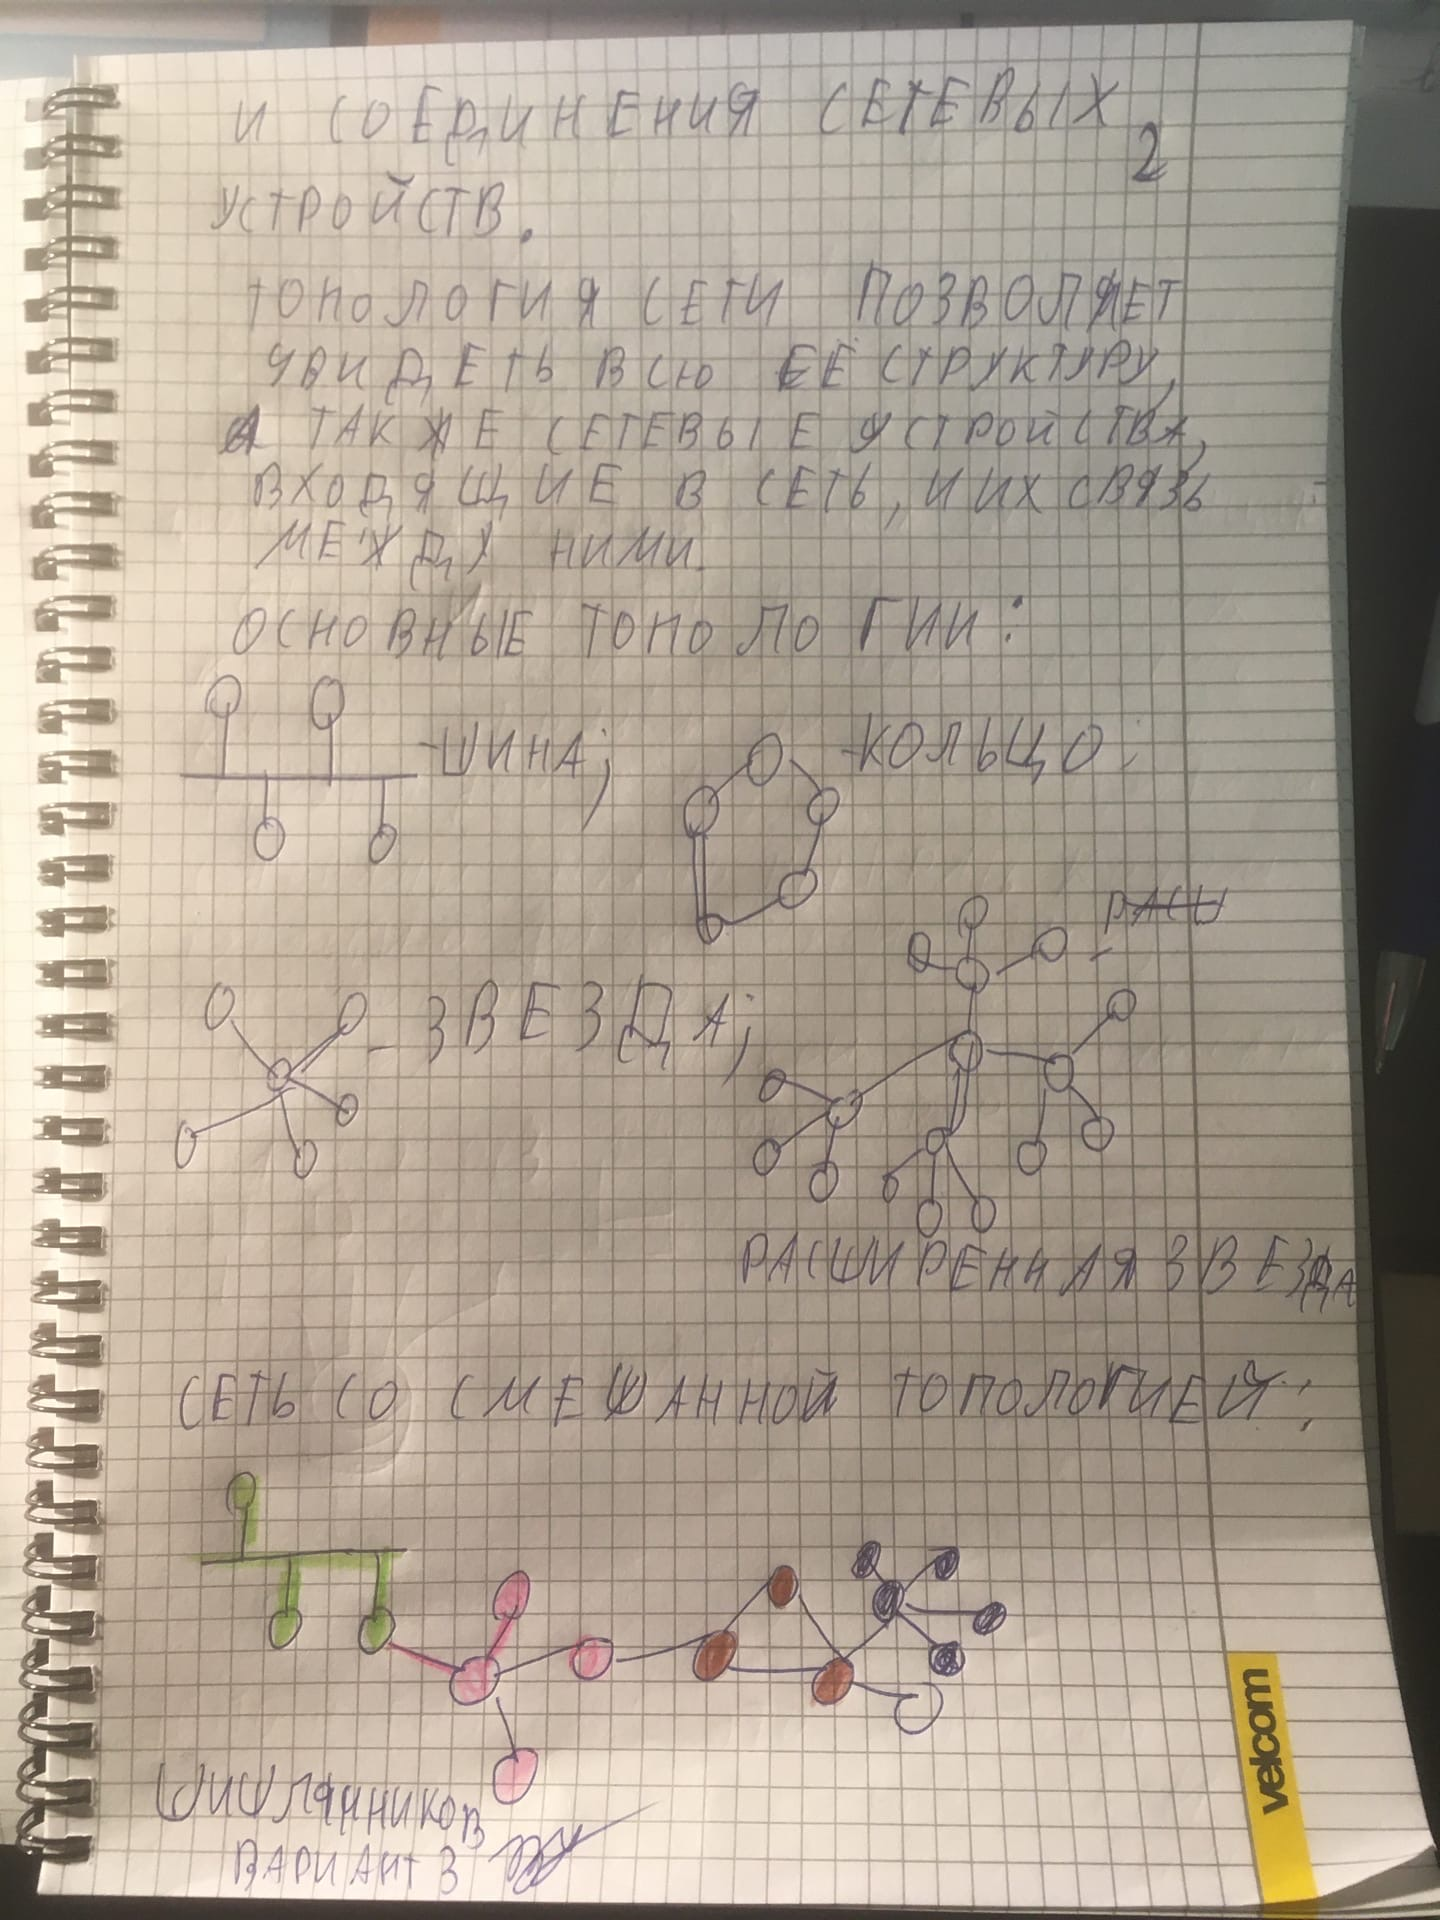 И СОЕДИНЕНИЯ СЕТЕВЫХ
2
УСТРОЙСТВ.
ТОПОЛОГИЯ СЕТИ ПОЗВОЛЯЕТ
УВИДЕТЬ ВСЮ ЕЁ СТРУКТУРУ,
А ТАКЖЕ СЕТЕВЫЕ УСТРОЙСТВА,
ВХОДЯЩИЕ В СЕТЬ, И ИХ СВЯЗЬ
МЕЖДУ НИМИ.
ОСНОВНЫЕ ТОПОЛОГИИ:
-ШИНА;
-КОЛЬЦО;
- РАСШ
- ЗВЕЗДА;
РАСШИРЕННАЯ ЗВЕЗДА
СЕТЬ СО СМЕШАННОЙ ТОПОЛОГИЕЙ:
ШИШЛЯННИКОВ
ВАРИАНТ 3
velcom